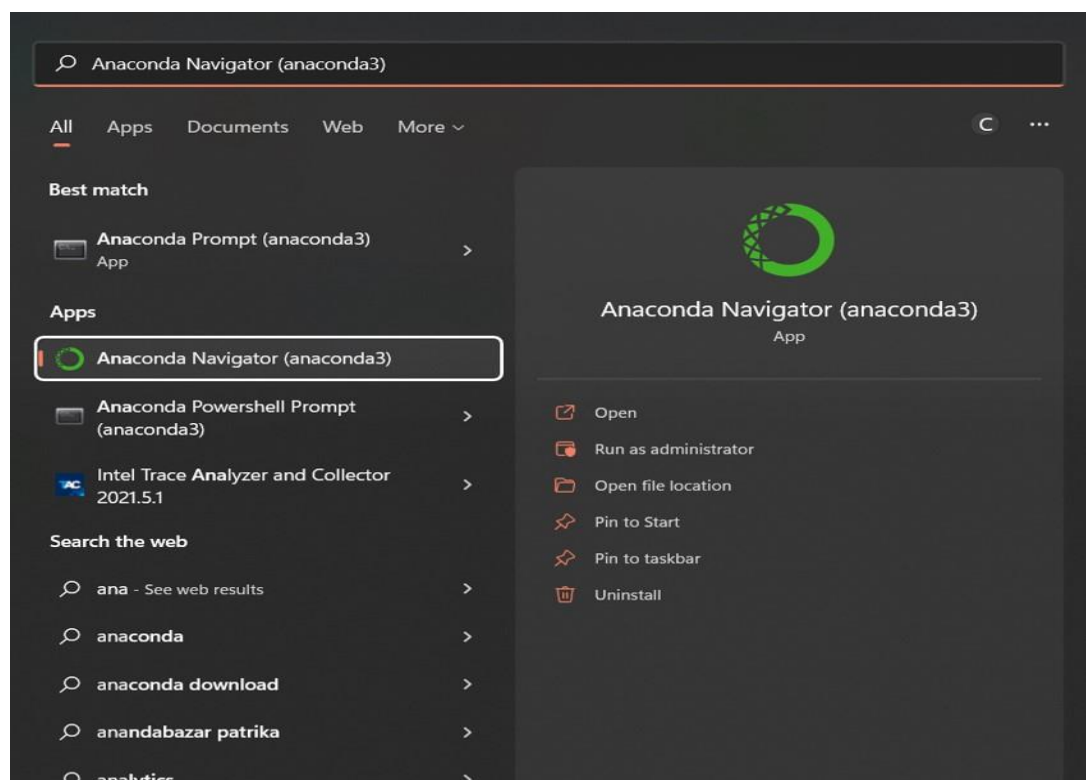 Anaconda Navigator (anaconda3)
All Apps Documents Web More
C ...
Best match
Anaconda Prompt (anaconda3)
App
Apps
Anaconda Navigator (anaconda3)
Anaconda Powershell Prompt
(anaconda3)
Intel Trace Analyzer and Collector
2021.5.1
Search the web
ana - See web results
anaconda
anaconda download
anandabazar patrika
analytics
Anaconda Navigator (anaconda3)
App
Open
Run as administrator
Open file location
Pin to Start
Pin to taskbar
Uninstall